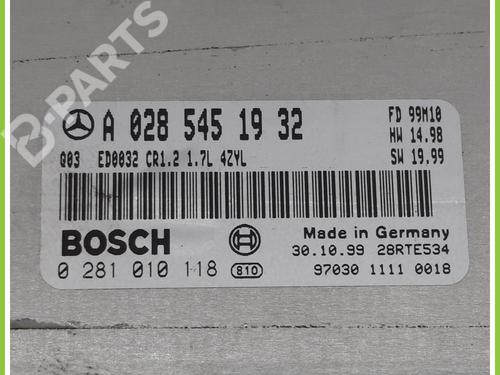 B-PARTS
A 028 545 19 32
FD 99M10
HW 14.98
SW 19.99
Q03 ED0032 CR1.2 1.7L 4ZYL
BOSCH
Made in Germany
30.10.99 28RTE534
0 281 010 118 810
97030 1111 0018
B-PARTS